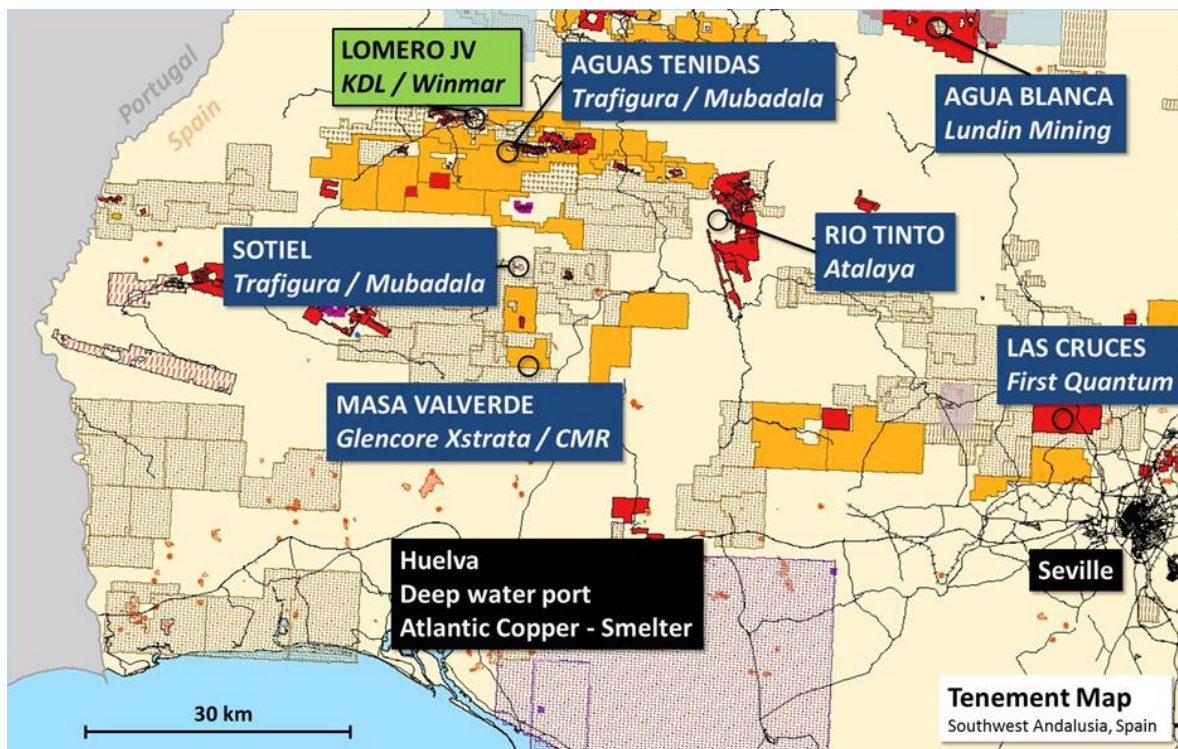 Portugal
Spain
LOMERO JV
KDL / Winmar
AGUAS TENIDAS
Trafigura / Mubadala
AGUA BLANCA
Lundin Mining
SOTIEL
Trafigura / Mubadala
RIO TINTO
Atalaya
MASA VALVERDE
Glencore Xstrata / CMR
LAS CRUCES
First Quantum
Huelva
Deep water port
Atlantic Copper - Smelter
Seville
30 km
Tenement Map
Southwest Andalusia, Spain